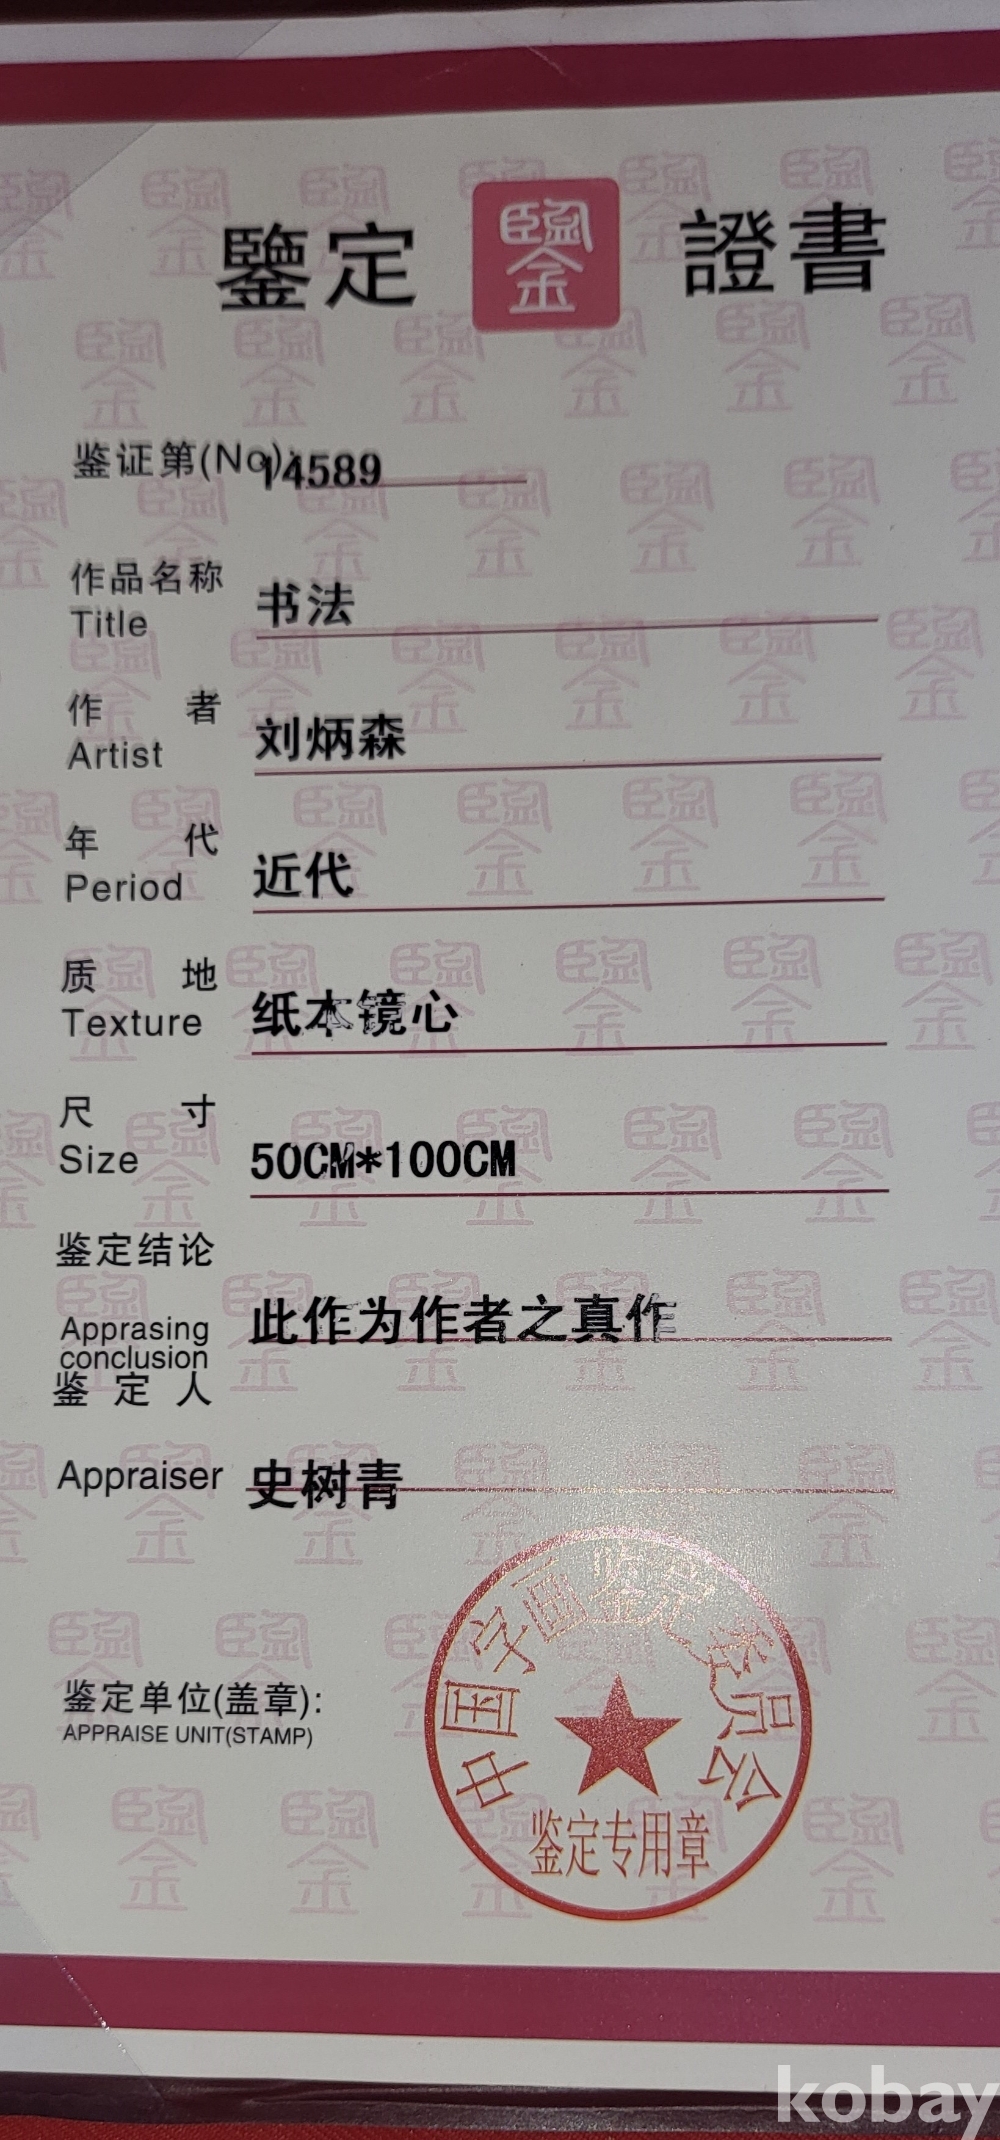 鑒定 鑒 證書
鉴证第(No): 14589
作品名称
Title 书法
作者
Artist 刘炳森
年代
Period 近代
质地
Texture 纸本镜心
尺寸
Size 50CM*100CM
鉴定结论
Apprasing
conclusion 此作为作者之真作
鉴定人
Appraiser 史树青
中国字画鉴定委员会
鉴定单位(盖章):
APPRAISE UNIT(STAMP)
鉴定专用章
kobay